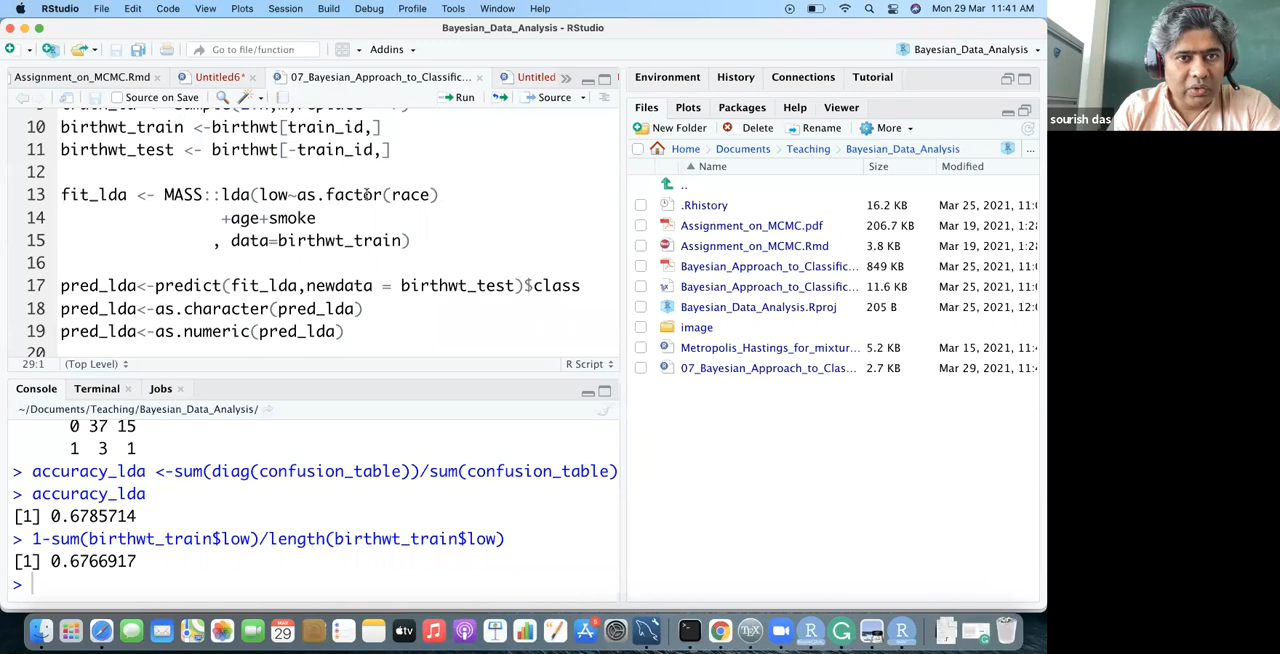 RStudio File Edit Code View Plots Session Build Debug Profile Tools Window Help Mon 29 Mar 11:41 AM
Bayesian_Data_Analysis - RStudio
Go to file/function Addins Bayesian_Data_Analysis
Assignment_on_MCMC.Rmd Untitled6* 07_Bayesian_Approach_to_Classific... Untitled
Source on Save Run Source
10 birthwt_train <-birthwt[train_id,]
11 birthwt_test <- birthwt[-train_id,]
12
13 fit_lda <- MASS::lda(low~as.factor(race)
14 +age+smoke
15 , data=birthwt_train)
16
17 pred_lda<-predict(fit_lda,newdata = birthwt_test)$class
18 pred_lda<-as.character(pred_lda)
19 pred_lda<-as.numeric(pred_lda)
20
29:1 (Top Level) R Script
Console Terminal Jobs
~/Documents/Teaching/Bayesian_Data_Analysis/
0 37 15
1 3 1
> accuracy_lda <-sum(diag(confusion_table))/sum(confusion_table)
> accuracy_lda
[1] 0.6785714
> 1-sum(birthwt_train$low)/length(birthwt_train$low)
[1] 0.6766917
>
Environment History Connections Tutorial
Files Plots Packages Help Viewer
New Folder Delete Rename More
Home Documents Teaching Bayesian_Data_Analysis ...
Name Size Modified
..
.Rhistory 16.2 KB Mar 25, 2021, 11:
Assignment_on_MCMC.pdf 206.7 KB Mar 19, 2021, 1:28
Assignment_on_MCMC.Rmd 3.8 KB Mar 19, 2021, 1:28
Bayesian_Approach_to_Classific... 849 KB Mar 25, 2021, 11:
Bayesian_Approach_to_Classific... 11.6 KB Mar 25, 2021, 11:
Bayesian_Data_Analysis.Rproj 205 B Mar 25, 2021, 12:
image
Metropolis_Hastings_for_mixtur... 5.2 KB Mar 15, 2021, 11:
07_Bayesian_Approach_to_Clas... 2.7 KB Mar 29, 2021, 11:
sourish das
MAR
29
tv
TEX
R
R